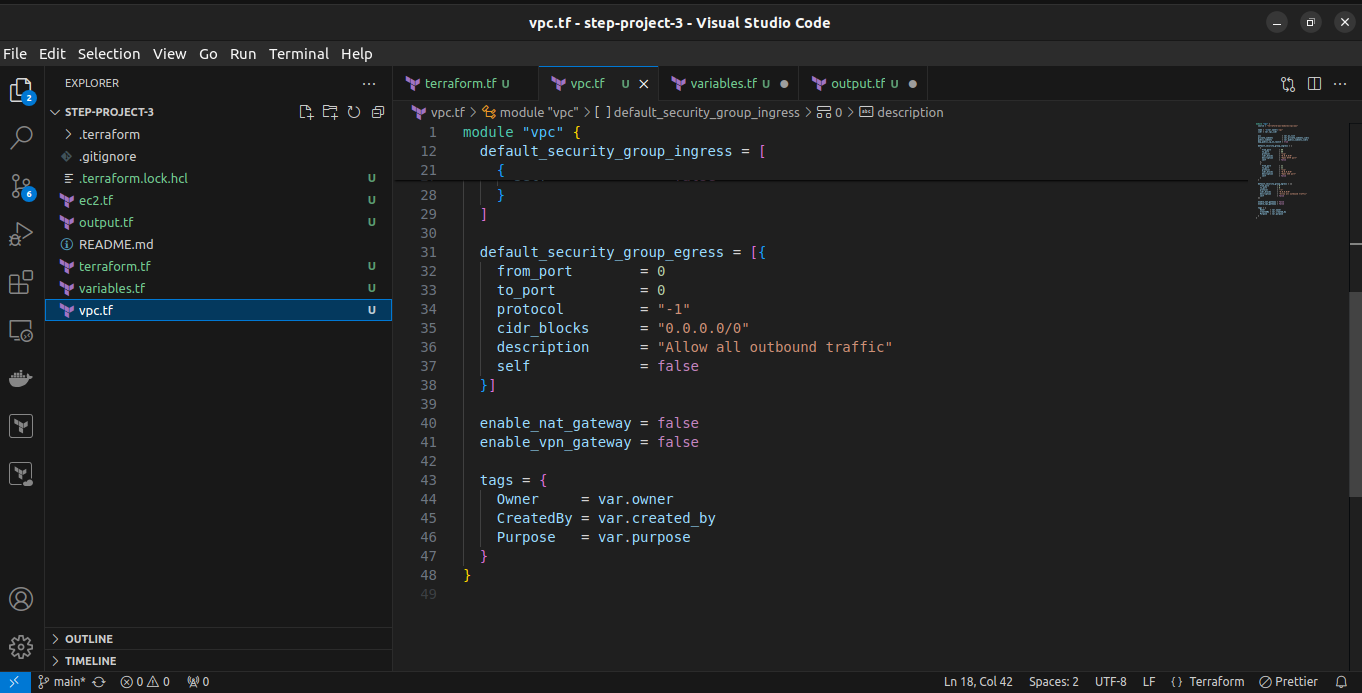 vpc.tf - step-project-3 - Visual Studio Code
File Edit Selection View Go Run Terminal Help
EXPLORER
terraform.tf U
vpc.tf U
variables.tf U
output.tf U
STEP-PROJECT-3
vpc.tf > module "vpc" > [ ] default_security_group_ingress > 0 > description
.terraform
.gitignore
.terraform.lock.hcl U
ec2.tf U
output.tf U
README.md
terraform.tf U
variables.tf U
vpc.tf U
2
6
1 module "vpc" {
12 default_security_group_ingress = [
21 {
28 }
29 ]
30
31 default_security_group_egress = [{
32 from_port = 0
33 to_port = 0
34 protocol = "-1"
35 cidr_blocks = "0.0.0.0/0"
36 description = "Allow all outbound traffic"
37 self = false
38 }]
39
40 enable_nat_gateway = false
41 enable_vpn_gateway = false
42
43 tags = {
44 Owner = var.owner
45 CreatedBy = var.created_by
46 Purpose = var.purpose
47 }
48 }
49
OUTLINE
TIMELINE
main* 0 0 0
Ln 18, Col 42 Spaces: 2 UTF-8 LF { } Terraform Prettier